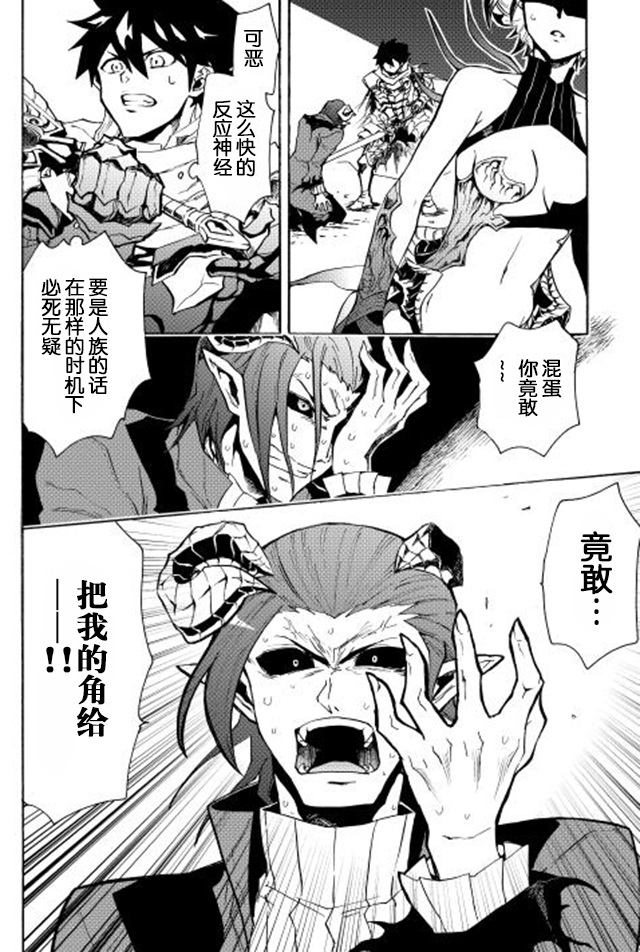 可恶
这么快的
反应神经
要是人族的话
在那样的时机下
必死无疑
混蛋
你竟敢
~~
竟敢…
把我的角给
——!!